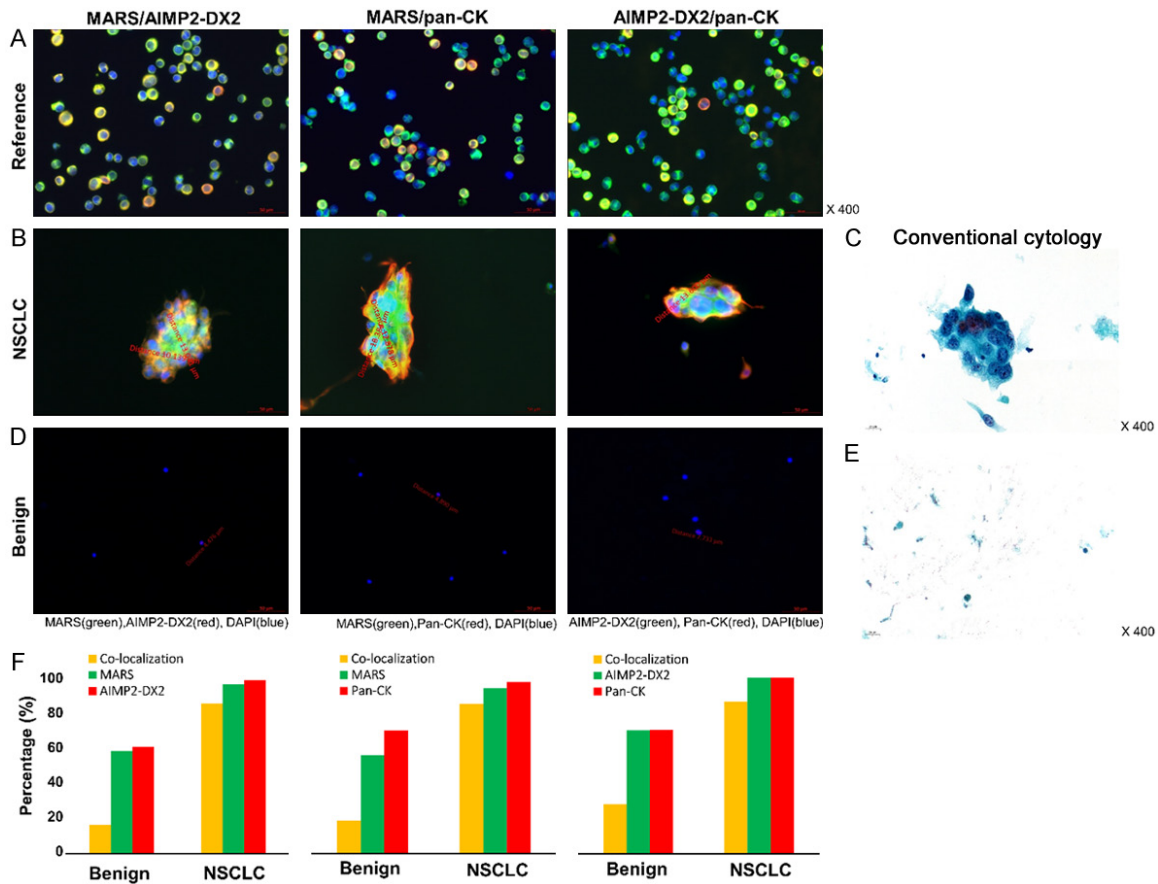 MARS/AIMP2-DX2
MARS/pan-CK
AIMP2-DX2/pan-CK
A
Reference
X 400
B
NSCLC
C
Conventional cytology
X 400
D
Benign
E
X 400
MARS(green),AIMP2-DX2(red), DAPI(blue)
MARS(green),Pan-CK(red), DAPI(blue)
AIMP2-DX2(green), Pan-CK(red), DAPI(blue)
F
Percentage (%)
100
80
60
40
20
0
Co-localization
MARS
AIMP2-DX2
Benign
NSCLC
Co-localization
MARS
Pan-CK
Benign
NSCLC
Co-localization
AIMP2-DX2
Pan-CK
Benign
NSCLC